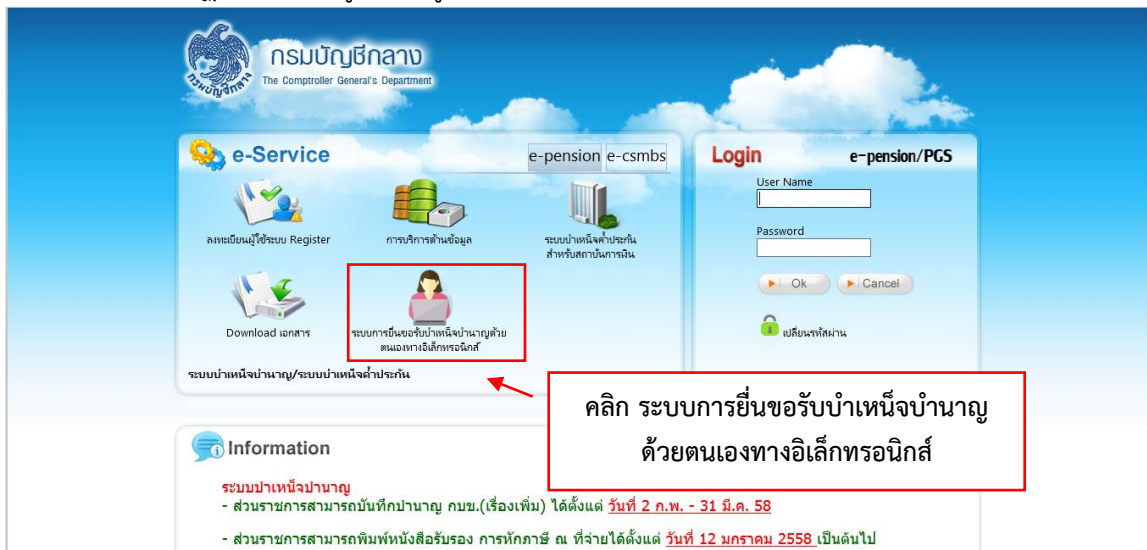 กรมบัญชีกลาง
The Comptroller General's Department
กรมบัญชีกลาง
e-Service
e-pension e-csmbs
ลงทะเบียนผู้ใช้ระบบ Register
การบริการด้านข้อมูล
ระบบบำเหน็จค้ำประกัน
สำหรับสถาบันการเงิน
Download เอกสาร
ระบบการยื่นขอรับบำเหน็จบำนาญด้วย
ตนเองทางอิเล็กทรอนิกส์
ระบบบำเหน็จบำนาญ/ระบบบำเหน็จค้ำประกัน
Login e-pension/PGS
User Name
Password
Ok Cancel
เปลี่ยนรหัสผ่าน
คลิก ระบบการยื่นขอรับบำเหน็จบำนาญ
ด้วยตนเองทางอิเล็กทรอนิกส์
Information
ระบบบำเหน็จบำนาญ
- ส่วนราชการสามารถบันทึกบำนาญ กบข.(เรื่องเพิ่ม) ได้ตั้งแต่ วันที่ 2 ก.พ. - 31 มี.ค. 58
- ส่วนราชการสามารถพิมพ์หนังสือรับรอง การหักภาษี ณ ที่จ่ายได้ตั้งแต่ วันที่ 12 มกราคม 2558 เป็นต้นไป